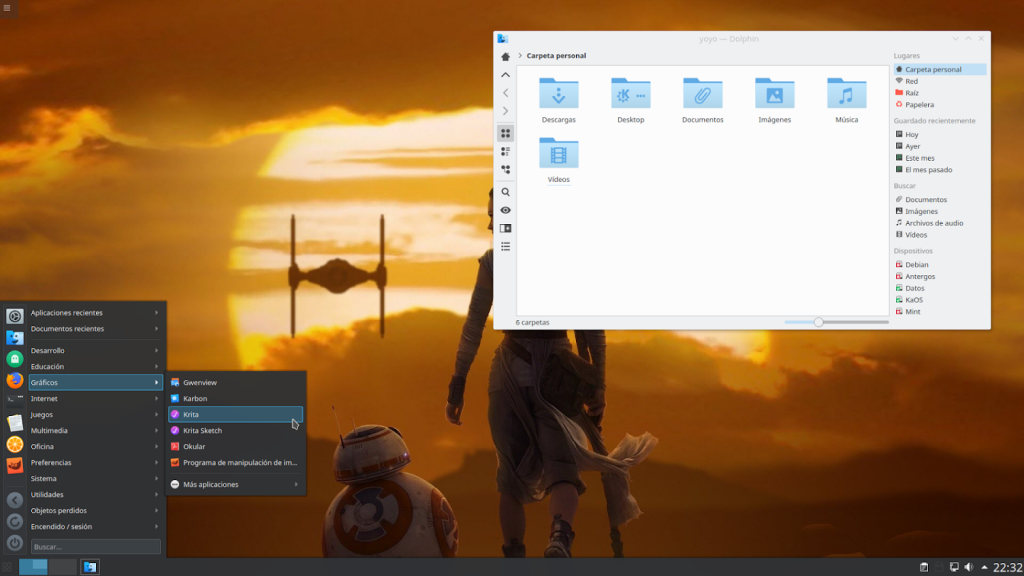 yoyo — Dolphin
Carpeta personal
Descargas
Desktop
Documentos
Imágenes
Música
Vídeos
6 carpetas
Lugares
Carpeta personal
Red
Raíz
Papelera
Guardado recientemente
Hoy
Ayer
Este mes
El mes pasado
Buscar
Documentos
Imágenes
Archivos de audio
Vídeos
Dispositivos
Debian
Antergos
Datos
KaOS
Mint
Aplicaciones recientes
Documentos recientes
Desarrollo
Educación
Gráficos
Internet
Juegos
Multimedia
Oficina
Preferencias
Sistema
Utilidades
Objetos perdidos
Encendido / sesión
Buscar...
Gwenview
Karbon
Krita
Krita Sketch
Okular
Programa de manipulación de im...
Más aplicaciones
22:32